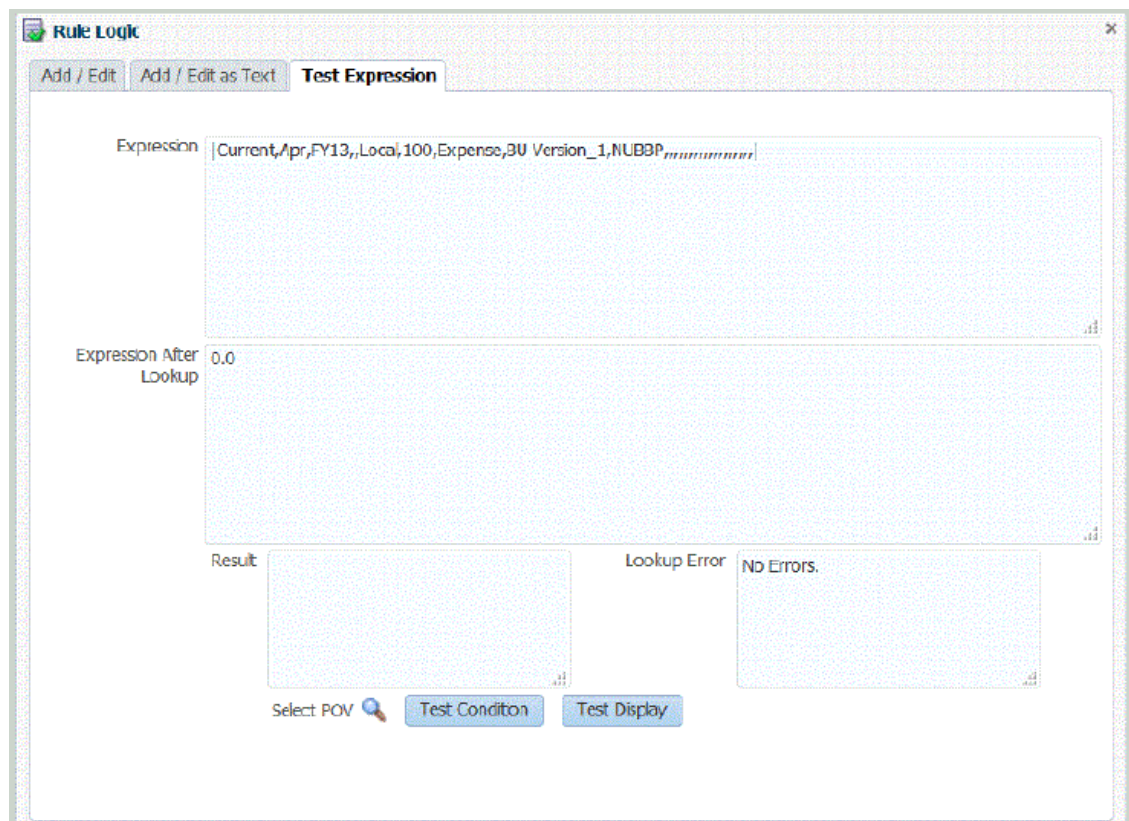 Rule Logic
Add / Edit
Add / Edit as Text
Test Expression
Expression
|Current,Apr,FY13,,Local,100,Expense,BU Version_1,NUBBP,,,,,,,,,,,,,,,,,,,|
Expression After
Lookup
0.0
Result
Lookup Error
No Errors.
Select POV
Test Condition
Test Display